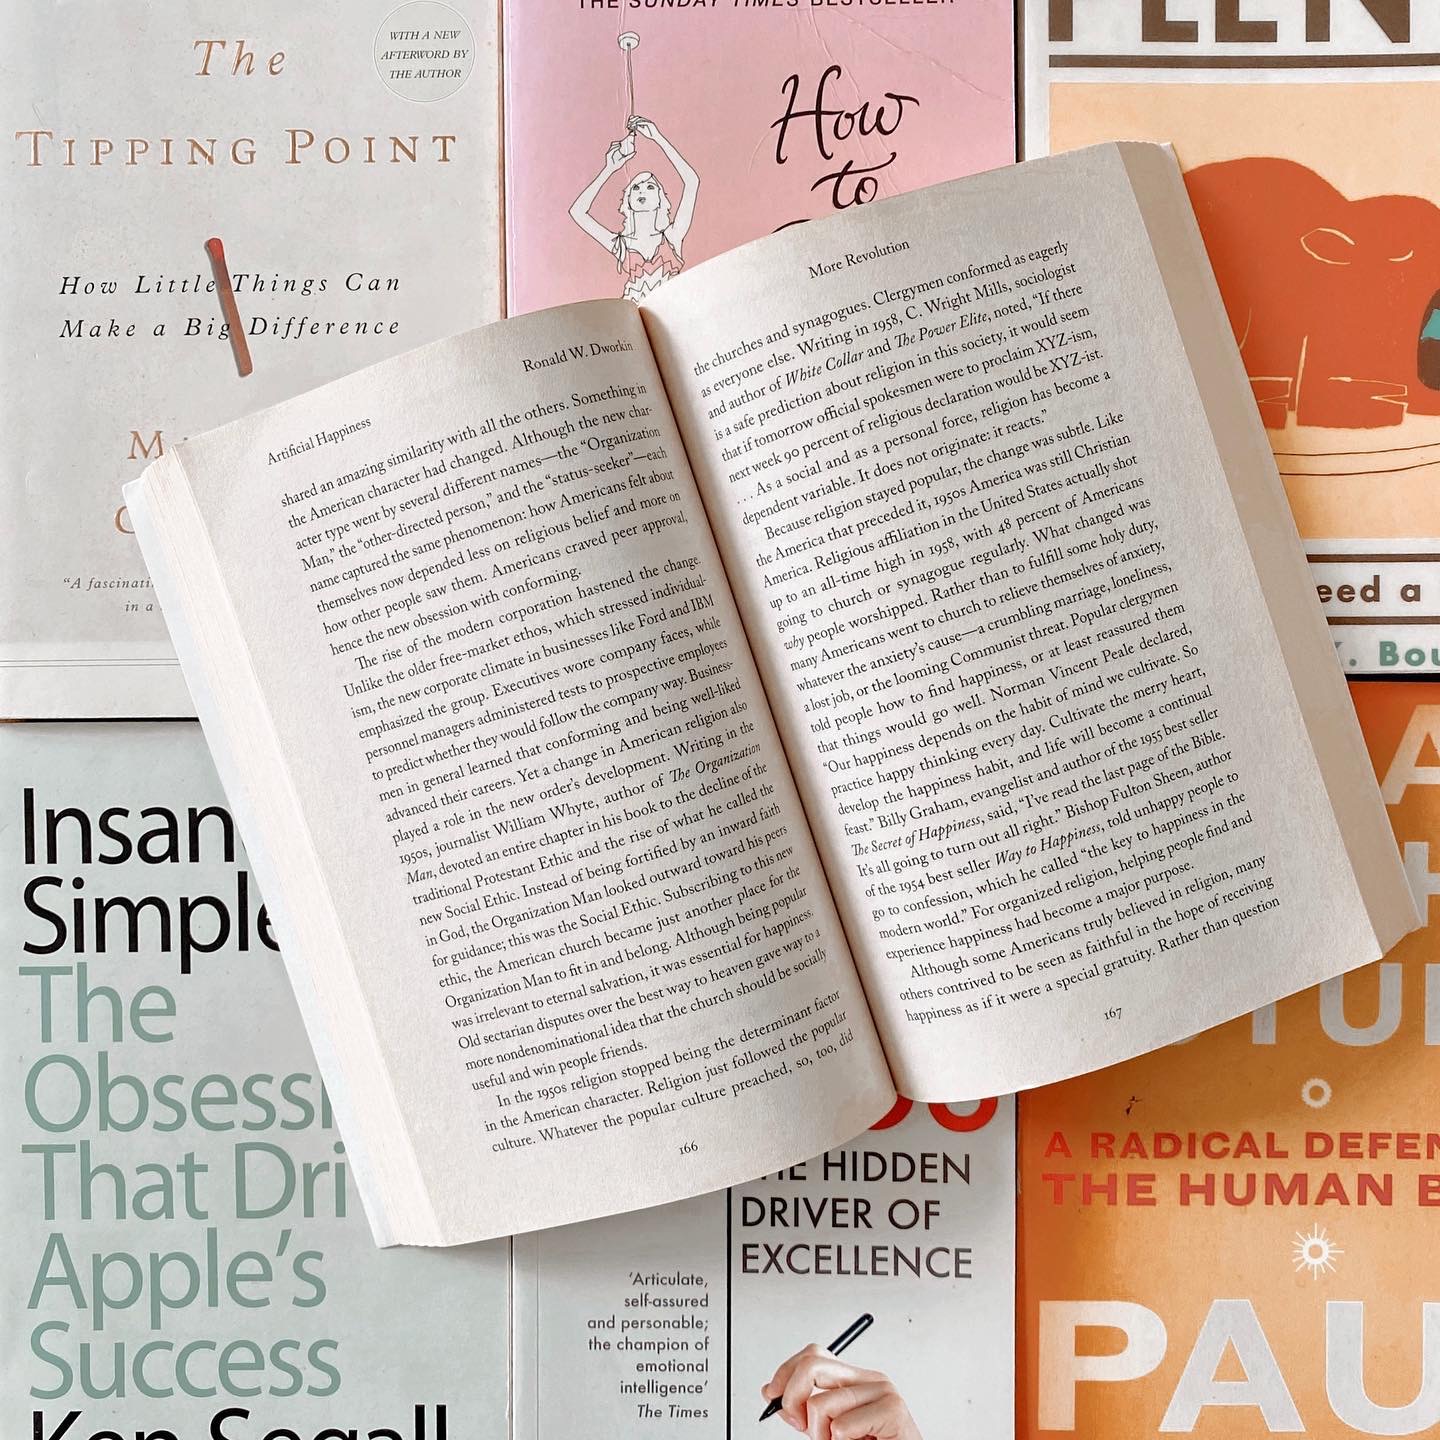 The
TIPPING POINT
WITH A NEW
AFTERWORD BY
THE AUTHOR
How Little Things Can
Make a Big Difference
M
"A fascinati
in a
THE SUNDAY TIMES BESTSELLER
How
to
eed a
. Bou
Insan
Simple
The
Obsessi
That Dri
Apple's
Success
Ken Segall
Artificial Happiness
Ronald W. Dworkin
shared an amazing similarity with all the others. Something in
the American character had changed. Although the new char-
acter type went by several different names—the "Organization
Man," the "other-directed person," and the "status-seeker"—each
name captured the same phenomenon: how Americans felt about
themselves now depended less on religious belief and more on
how other people saw them. Americans craved peer approval,
hence the new obsession with conforming.
The rise of the modern corporation hastened the change.
Unlike the older free-market ethos, which stressed individual-
ism, the new corporate climate in businesses like Ford and IBM
emphasized the group. Executives wore company faces, while
personnel managers administered tests to prospective employees
to predict whether they would follow the company way. Business-
men in general learned that conforming and being well-liked
advanced their careers. Yet a change in American religion also
played a role in the new order's development. Writing in the
1950s, journalist William Whyte, author of The Organization
Man, devoted an entire chapter in his book to the decline of the
traditional Protestant Ethic and the rise of what he called the
new Social Ethic. Instead of being fortified by an inward faith
in God, the Organization Man looked outward toward his peers
for guidance; this was the Social Ethic. Subscribing to this new
ethic, the American church became just another place for the
Organization Man to fit in and belong. Although being popular
was irrelevant to eternal salvation, it was essential for happiness.
Old sectarian disputes over the best way to heaven gave way to a
more nondenominational idea that the church should be socially
useful and win people friends.
In the 1950s religion stopped being the determinant factor
in the American character. Religion just followed the popular
culture. Whatever the popular culture preached, so, too, did
166
More Revolution
the churches and synagogues. Clergymen conformed as eagerly
as everyone else. Writing in 1958, C. Wright Mills, sociologist
and author of White Collar and The Power Elite, noted, "If there
is a safe prediction about religion in this society, it would seem
that if tomorrow official spokesmen were to proclaim XYZ-ism,
next week 90 percent of religious declaration would be XYZ-ist.
. . . As a social and as a personal force, religion has become a
dependent variable. It does not originate: it reacts."
Because religion stayed popular, the change was subtle. Like
the America that preceded it, 1950s America was still Christian
America. Religious affiliation in the United States actually shot
up to an all-time high in 1958, with 48 percent of Americans
going to church or synagogue regularly. What changed was
why people worshipped. Rather than to fulfill some holy duty,
many Americans went to church to relieve themselves of anxiety,
whatever the anxiety's cause—a crumbling marriage, loneliness,
a lost job, or the looming Communist threat. Popular clergymen
told people how to find happiness, or at least reassured them
that things would go well. Norman Vincent Peale declared,
"Our happiness depends on the habit of mind we cultivate. So
practice happy thinking every day. Cultivate the merry heart,
develop the happiness habit, and life will become a continual
feast." Billy Graham, evangelist and author of the 1955 best seller
The Secret of Happiness, said, "I've read the last page of the Bible.
It's all going to turn out all right." Bishop Fulton Sheen, author
of the 1954 best seller Way to Happiness, told unhappy people to
go to confession, which he called "the key to happiness in the
modern world." For organized religion, helping people find and
experience happiness had become a major purpose.
Although some Americans truly believed in religion, many
others contrived to be seen as faithful in the hope of receiving
happiness as if it were a special gratuity. Rather than question
167
HIDDEN
DRIVER OF
EXCELLENCE
'Articulate,
self-assured
and personable;
the champion of
emotional
intelligence'
The Times
A RADICAL DEFEN
THE HUMAN B
PAU